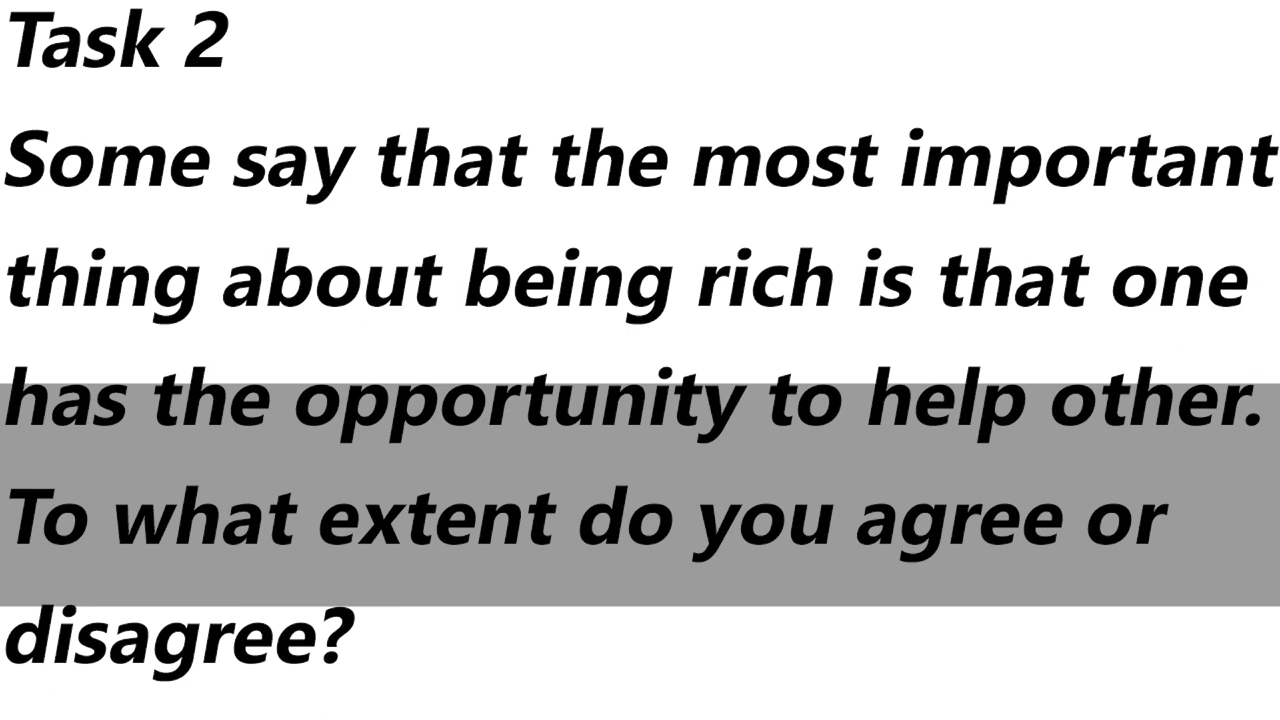 Task 2
Some say that the most important
thing about being rich is that one
has the opportunity to help other.
To what extent do you agree or
disagree?